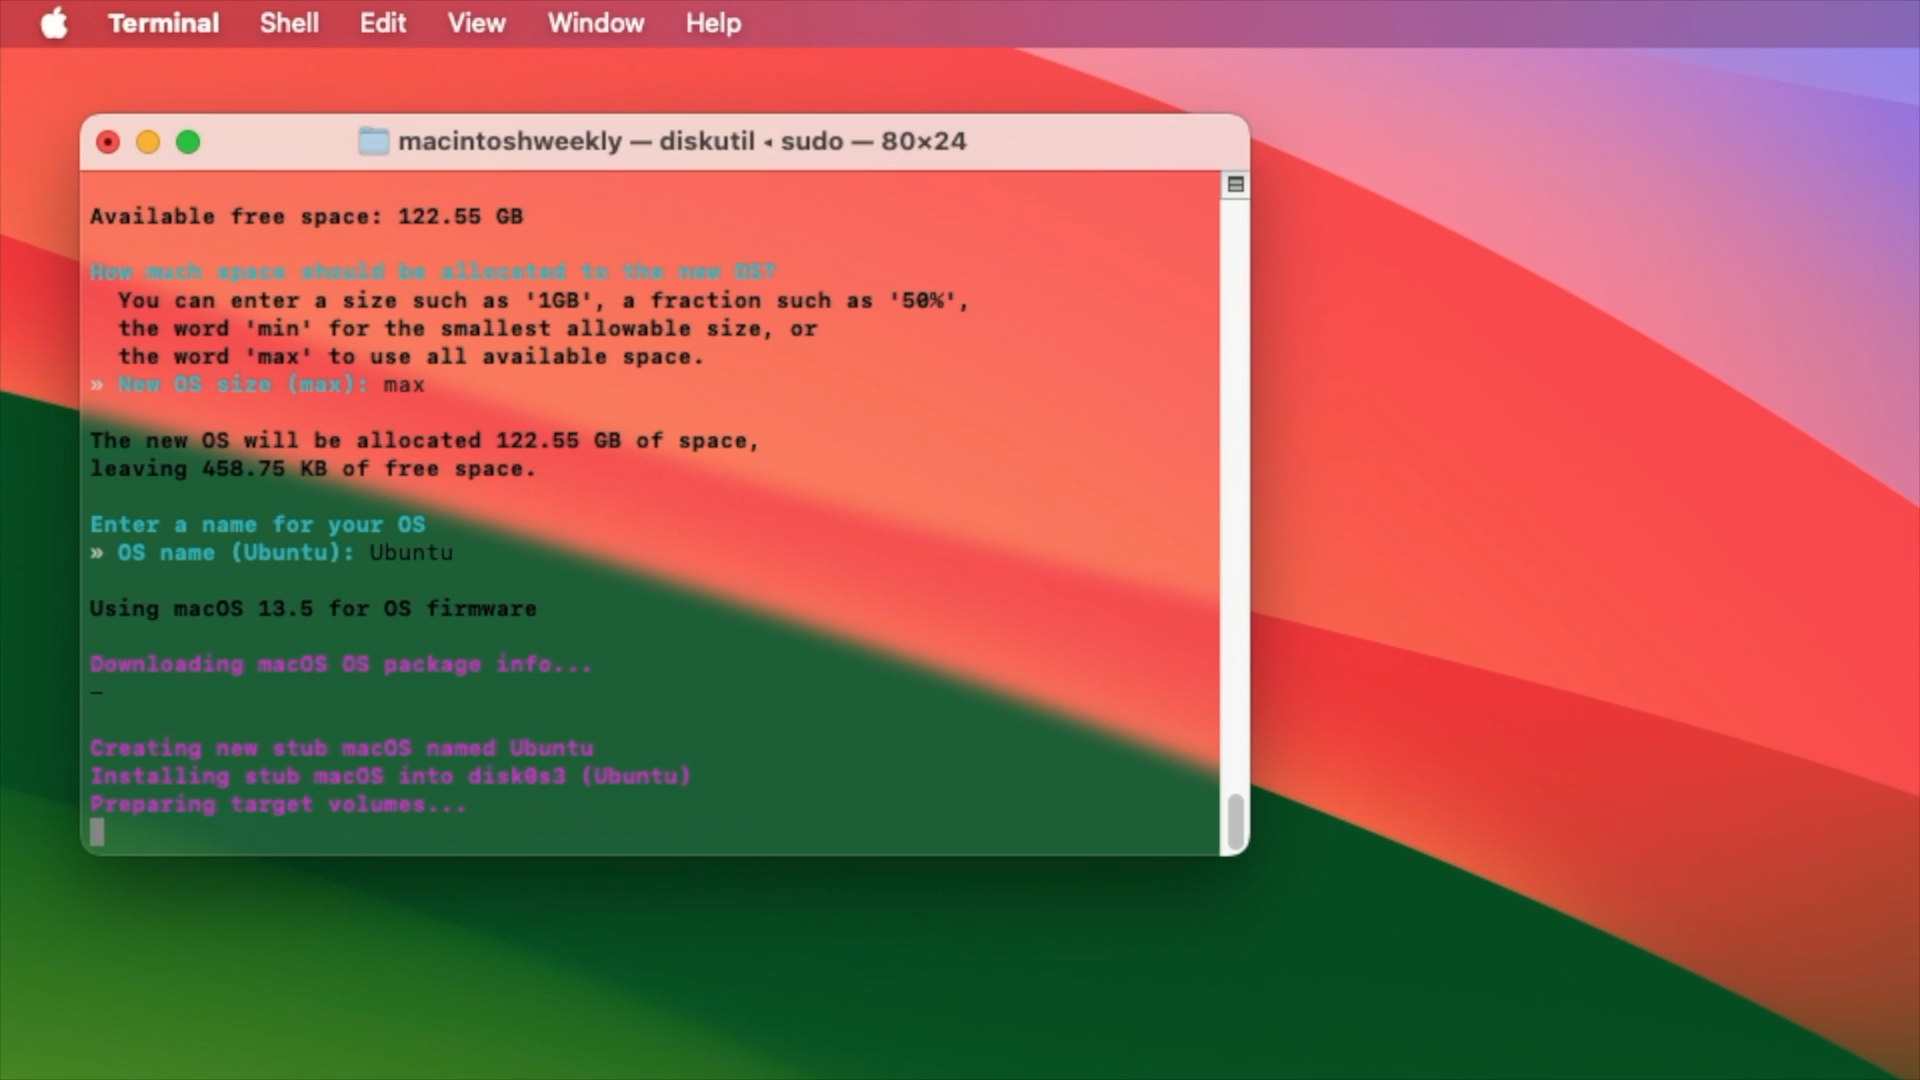 Terminal Shell Edit View Window Help
macintoshweekly — diskutil ◂ sudo — 80×24
Available free space: 122.55 GB
How much space should be allocated to the new OS?
You can enter a size such as '1GB', a fraction such as '50%',
the word 'min' for the smallest allowable size, or
the word 'max' to use all available space.
» New OS size (max): max
The new OS will be allocated 122.55 GB of space,
leaving 458.75 KB of free space.
Enter a name for your OS
» OS name (Ubuntu): Ubuntu
Using macOS 13.5 for OS firmware
Downloading macOS OS package info...
–
Creating new stub macOS named Ubuntu
Installing stub macOS into disk0s3 (Ubuntu)
Preparing target volumes...